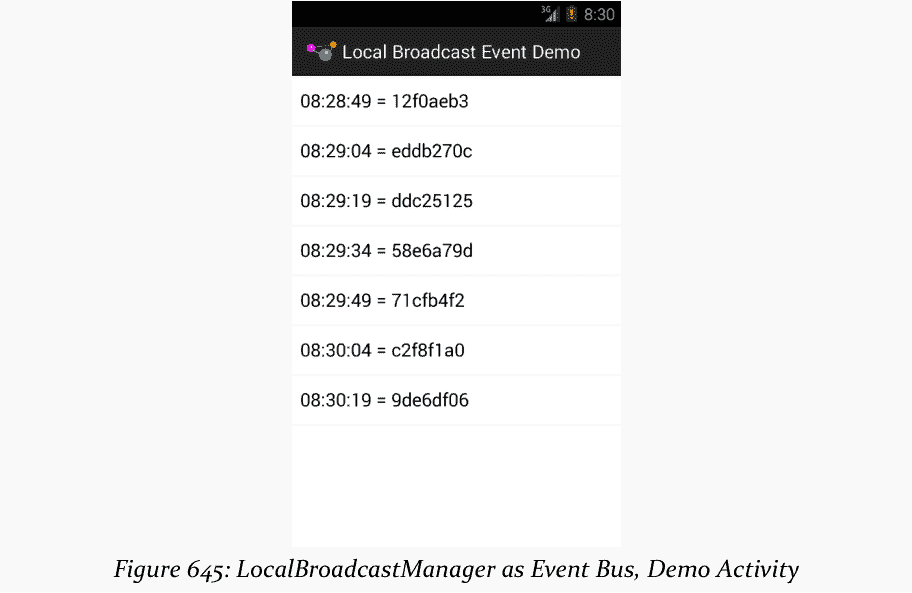 3G 8:30
Local Broadcast Event Demo
08:28:49 = 12f0aeb3
08:29:04 = eddb270c
08:29:19 = ddc25125
08:29:34 = 58e6a79d
08:29:49 = 71cfb4f2
08:30:04 = c2f8f1a0
08:30:19 = 9de6df06
Figure 645: LocalBroadcastManager as Event Bus, Demo Activity